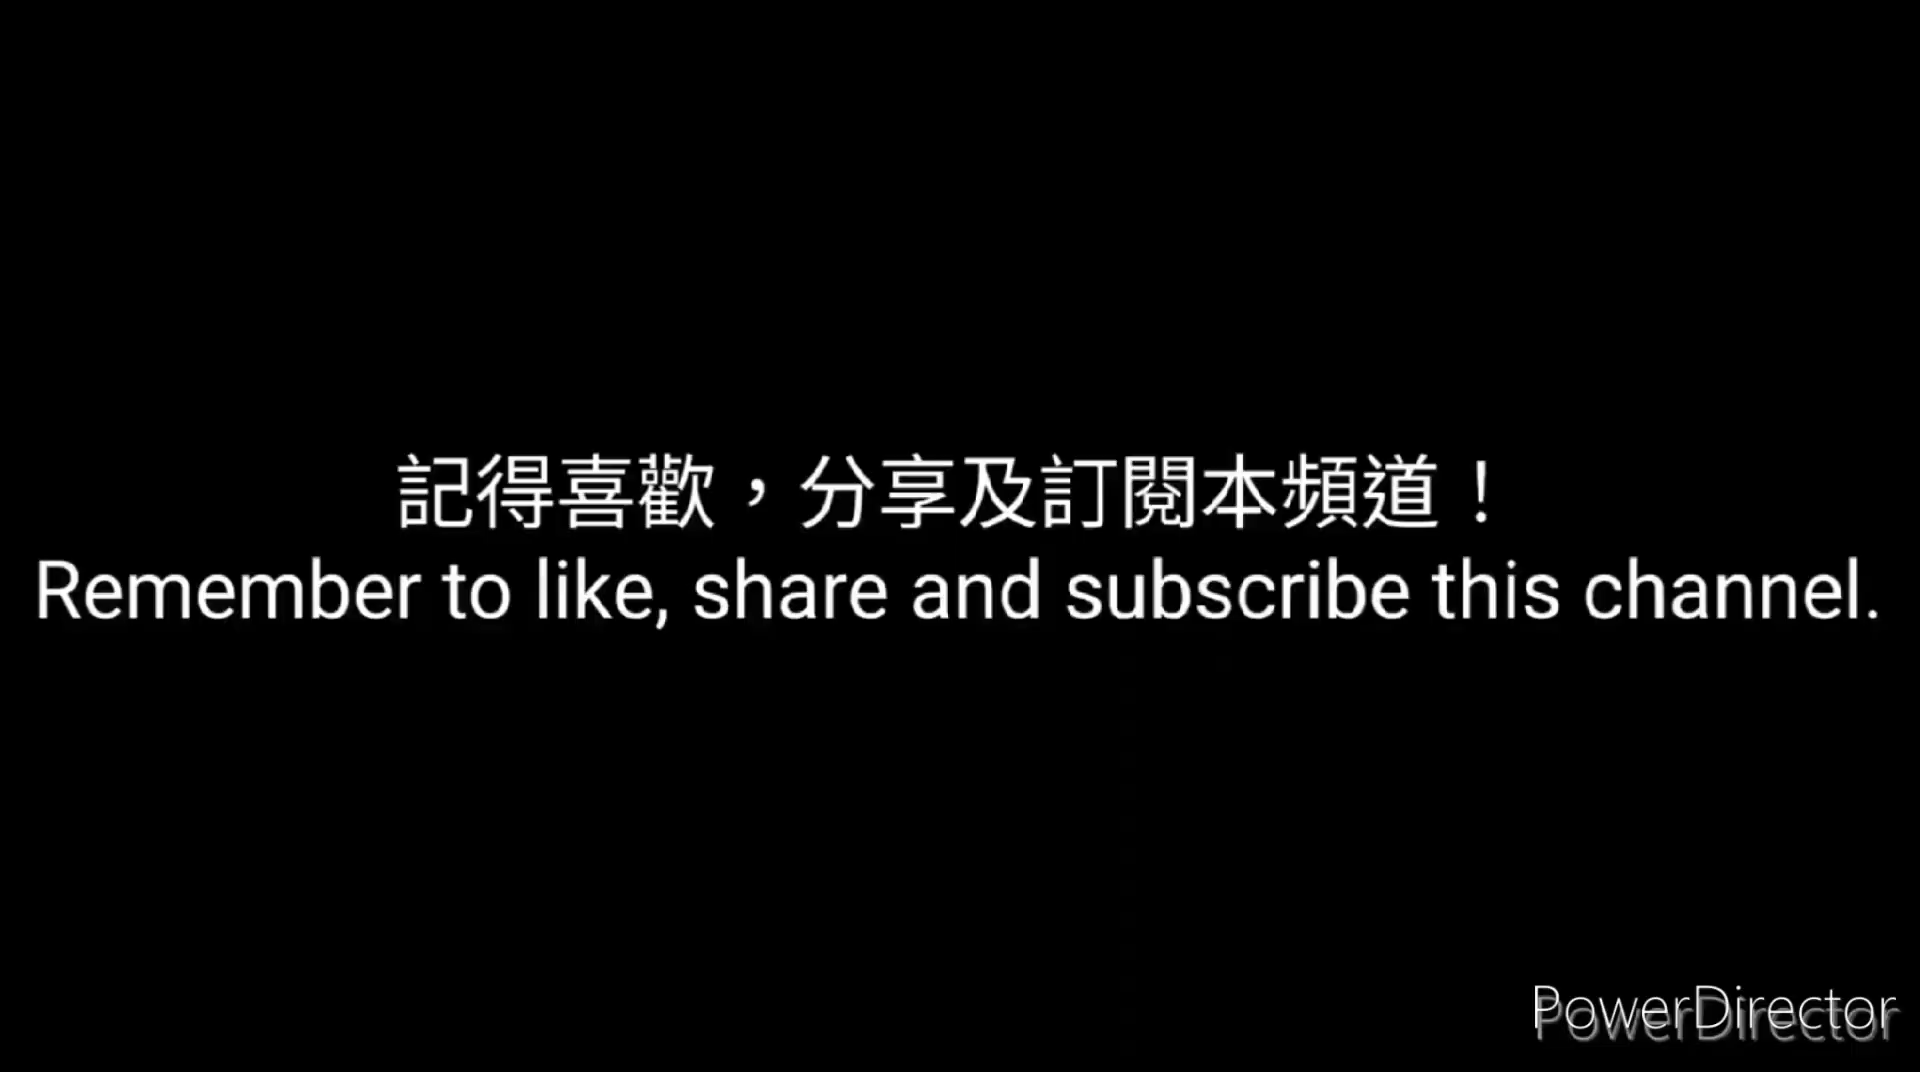 記得喜歡，分享及訂閱本頻道！
Remember to like, share and subscribe this channel.
PowerDirector